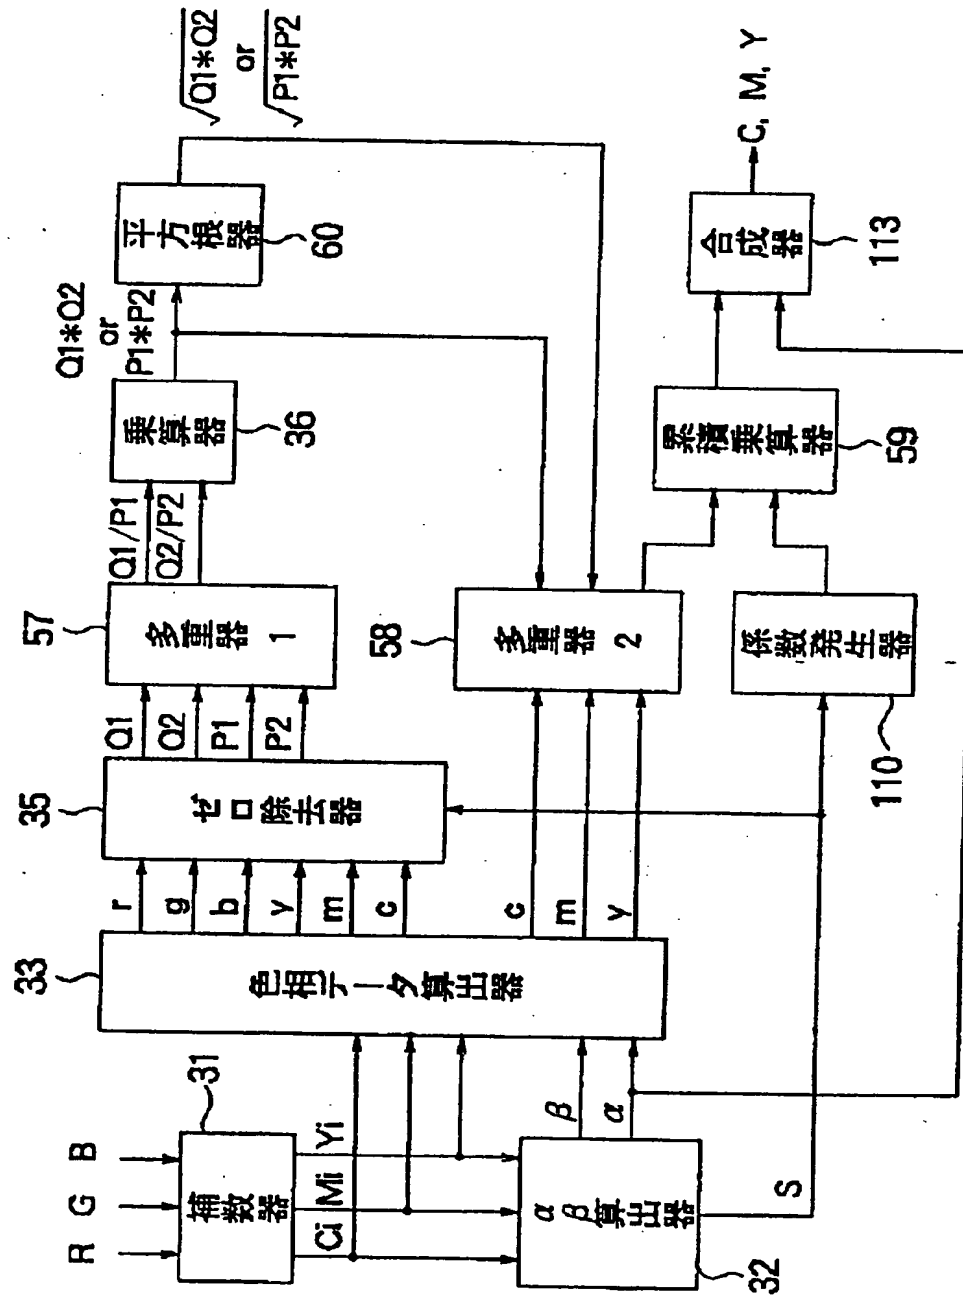 R
G
B
補数器
31
Ci
Mi
Yi
αβ算出器
32
β
α
S
33
色相データ算出器
r
g
b
y
m
c
c
m
y
35
ゼロ除去器
Q1
Q2
P1
P2
57
多重器
1
Q1/P1
Q2/P2
乗算器
36
Q1*Q2
or
P1*P2
平方根器
60
√Q1*Q2
or
√P1*P2
58
多重器
2
係数発生器
110
累積乗算器
59
合成器
113
C, M, Y